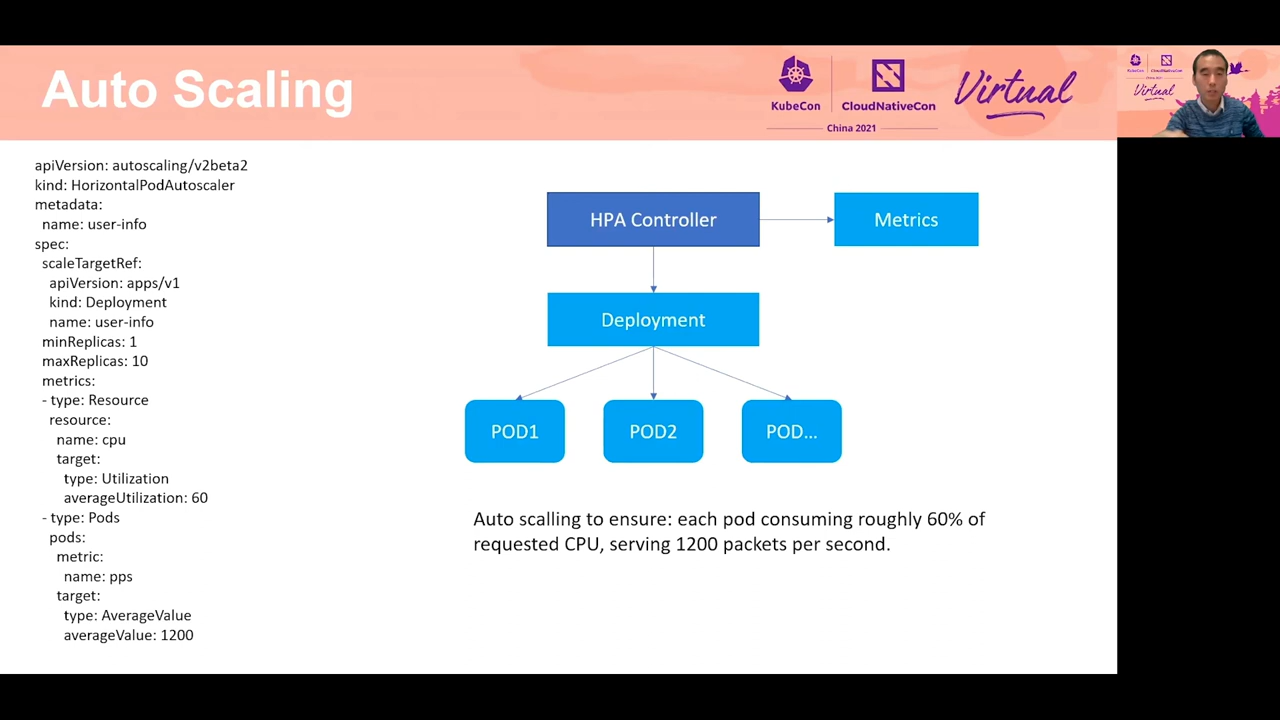 Auto Scaling
KubeCon
CloudNativeCon
China 2021
Virtual
KubeCon
CloudNativeCon
Virtual
apiVersion: autoscaling/v2beta2
kind: HorizontalPodAutoscaler
metadata:
name: user-info
spec:
scaleTargetRef:
apiVersion: apps/v1
kind: Deployment
name: user-info
minReplicas: 1
maxReplicas: 10
metrics:
- type: Resource
resource:
name: cpu
target:
type: Utilization
averageUtilization: 60
- type: Pods
pods:
metric:
name: pps
target:
type: AverageValue
averageValue: 1200
HPA Controller
Metrics
Deployment
POD1
POD2
POD...
Auto scalling to ensure: each pod consuming roughly 60% of
requested CPU, serving 1200 packets per second.